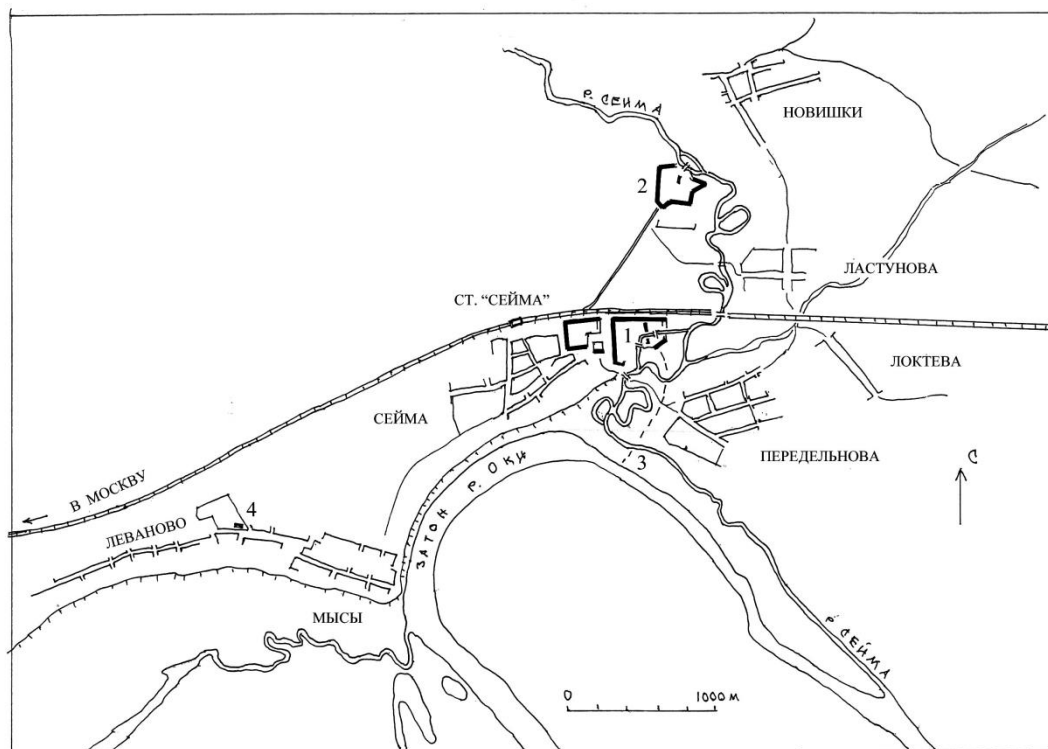 Р. СЕЙМА
НОВИШКИ
2
ЛАСТУНОВА
СТ. “СЕЙМА”
1
ЛОКТЕВА
СЕЙМА
ПЕРЕДЕЛЬНОВА
3
С
В МОСКВУ
4
ЛЕВАНОВО
ЗАТОН Р. ОКИ
МЫСЫ
Р. СЕЙМА
0 1000 М